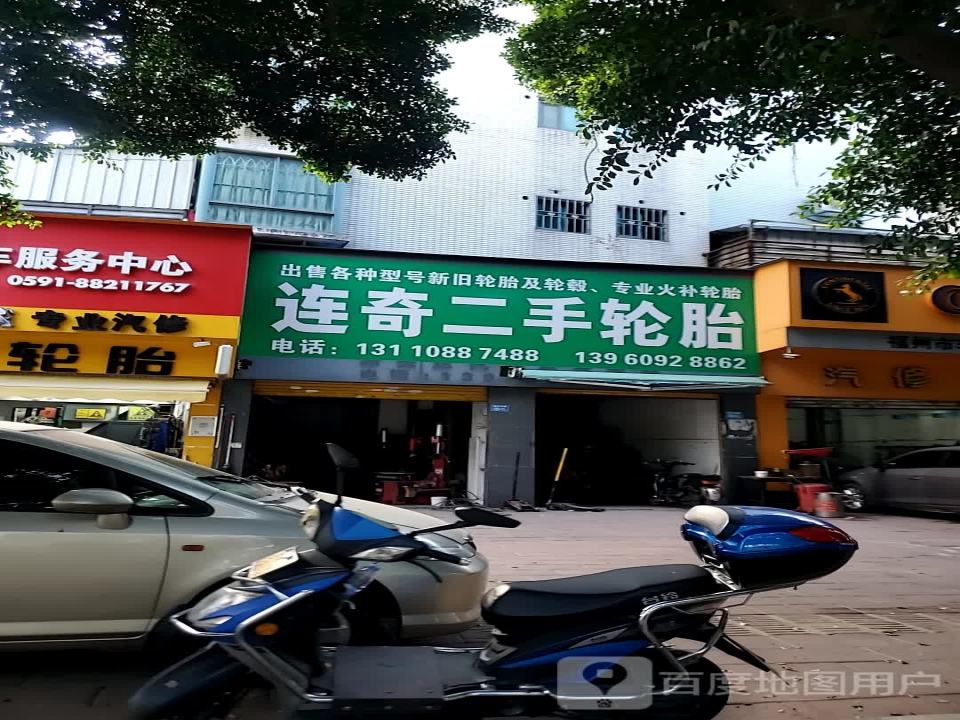 车服务中心
0591-88211767
专业汽修
轮胎
出售各种型号新旧轮胎及轮毂、专业火补轮胎
连奇二手轮胎
电话：131 1088 7488 139 6092 8862
福州市
汽修
百度地图用户